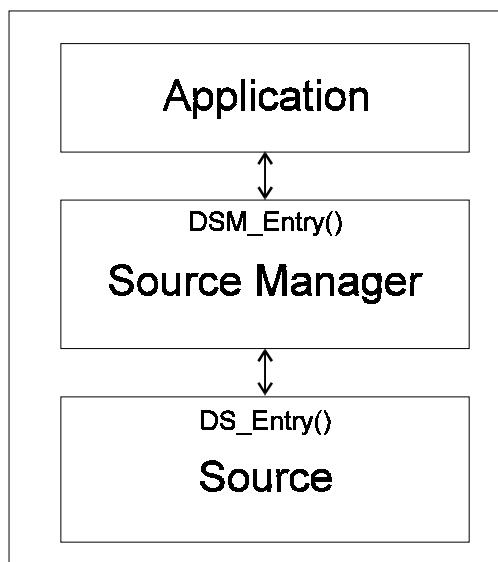 Application
DSM_Entry()
Source Manager
DS_Entry()
Source